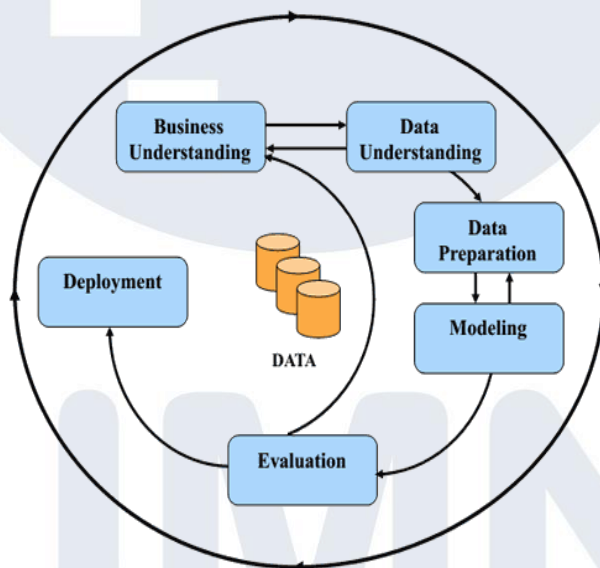 Business
Understanding
Data
Understanding
Data
Preparation
Deployment
Modeling
DATA
Evaluation